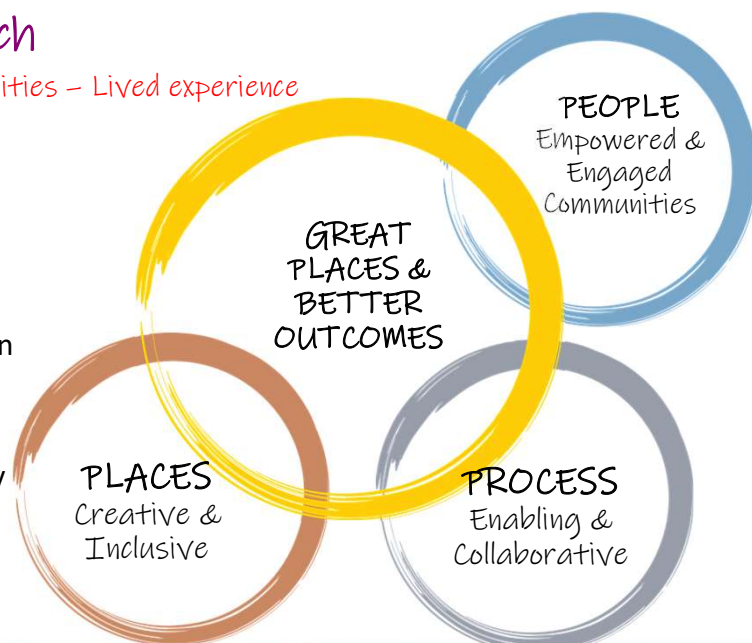 ch
ities – Lived experience
PEOPLE
Empowered &
Engaged
Communities
GREAT
PLACES &
BETTER
OUTCOMES
n
y
PLACES
Creative &
Inclusive
PROCESS
Enabling &
Collaborative